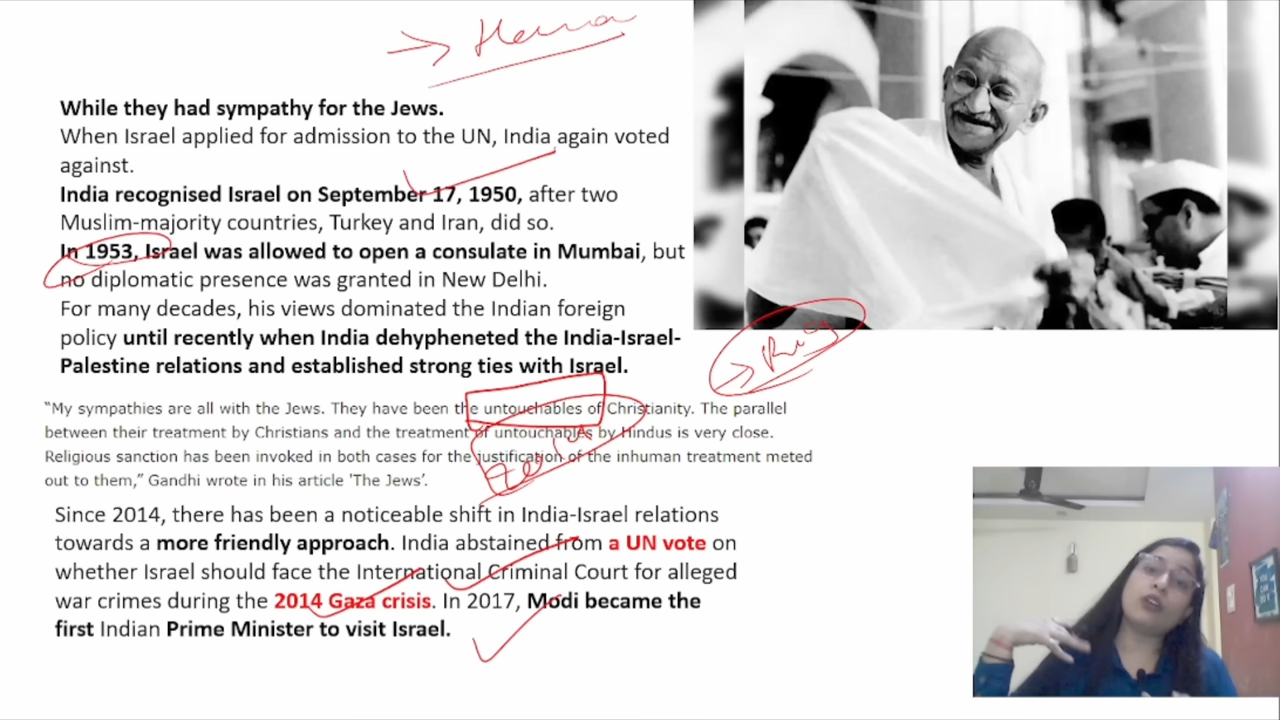 While they had sympathy for the Jews.
When Israel applied for admission to the UN, India again voted
against.
India recognised Israel on September 17, 1950, after two
Muslim-majority countries, Turkey and Iran, did so.
In 1953, Israel was allowed to open a consulate in Mumbai, but
no diplomatic presence was granted in New Delhi.
For many decades, his views dominated the Indian foreign
policy until recently when India dehypheneted the India-Israel-
Palestine relations and established strong ties with Israel.
“My sympathies are all with the Jews. They have been the untouchables of Christianity. The parallel
between their treatment by Christians and the treatment of untouchables by Hindus is very close.
Religious sanction has been invoked in both cases for the justification of the inhuman treatment meted
out to them,” Gandhi wrote in his article 'The Jews’.
Since 2014, there has been a noticeable shift in India-Israel relations
towards a more friendly approach. India abstained from a UN vote on
whether Israel should face the International Criminal Court for alleged
war crimes during the 2014 Gaza crisis. In 2017, Modi became the
first Indian Prime Minister to visit Israel.